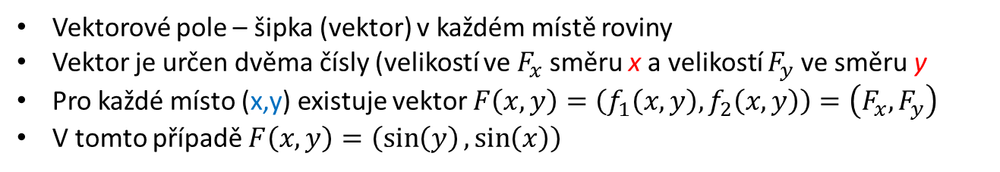 • Vektorové pole – šipka (vektor) v každém místě roviny
• Vektor je určen dvěma čísly (velikostí ve F_x směru x a velikostí F_y ve směru y
• Pro každé místo (x,y) existuje vektor F(x, y) = (f_1(x, y), f_2(x, y)) = (F_x, F_y)
• V tomto případě F(x, y) = (sin(y) , sin(x))